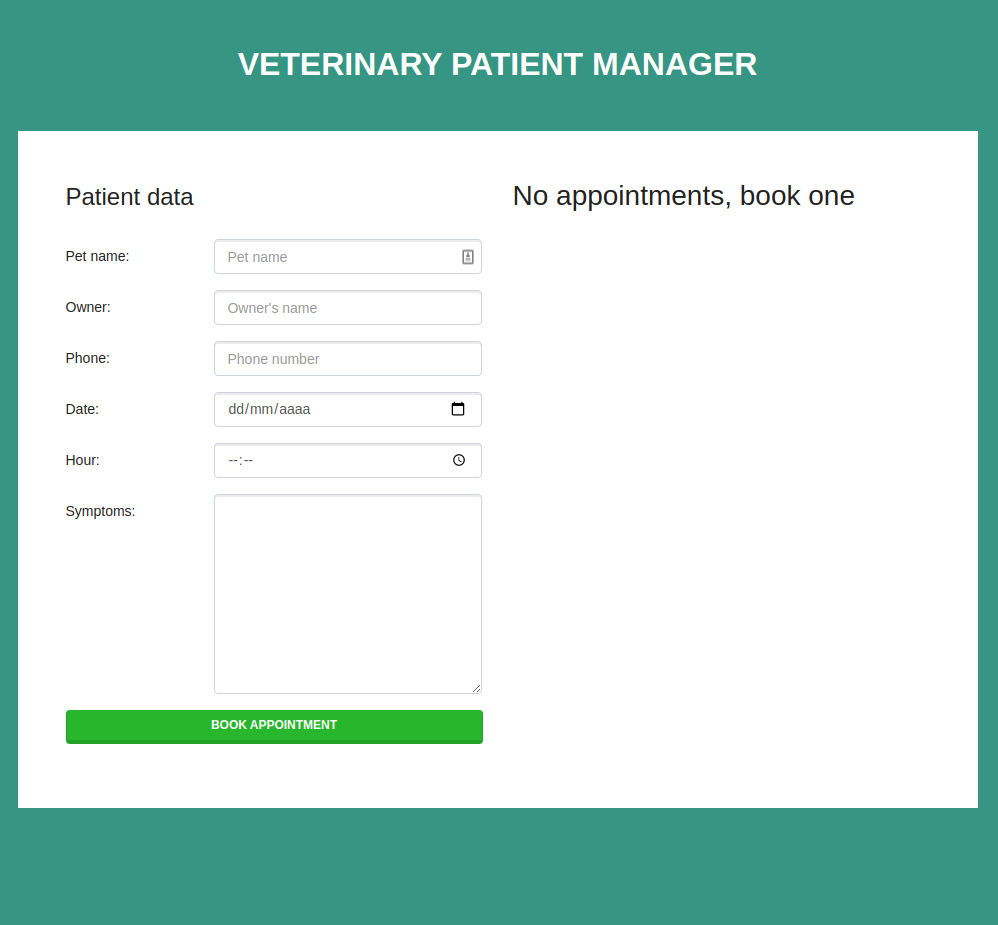 VETERINARY PATIENT MANAGER
Patient data
Pet name:
Pet name
Owner:
Owner's name
Phone:
Phone number
Date:
dd/mm/aaaa
Hour:
--:--
Symptoms:
BOOK APPOINTMENT
No appointments, book one